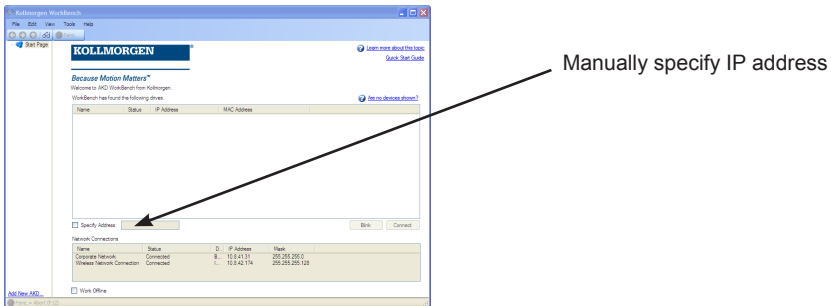 Kollmorgen WorkBench
File Edit View Tools Help
Start Page
KOLLMORGEN
Learn more about this topic
Quick Start Guide
Because Motion Matters™
Welcome to AKD WorkBench from Kollmorgen.
WorkBench has found the following drives:
Are no devices shown?
Name Status IP Address MAC Address
Manually specify IP address
Specify Address:
Blink Connect
Network Connections
Name Status D... IP Address Mask
Corporate Network Connected B... 10.8.41.31 255.255.255.0
Wireless Network Connection Connected I... 10.8.42.174 255.255.255.128
Add New AKD...
Work Offline